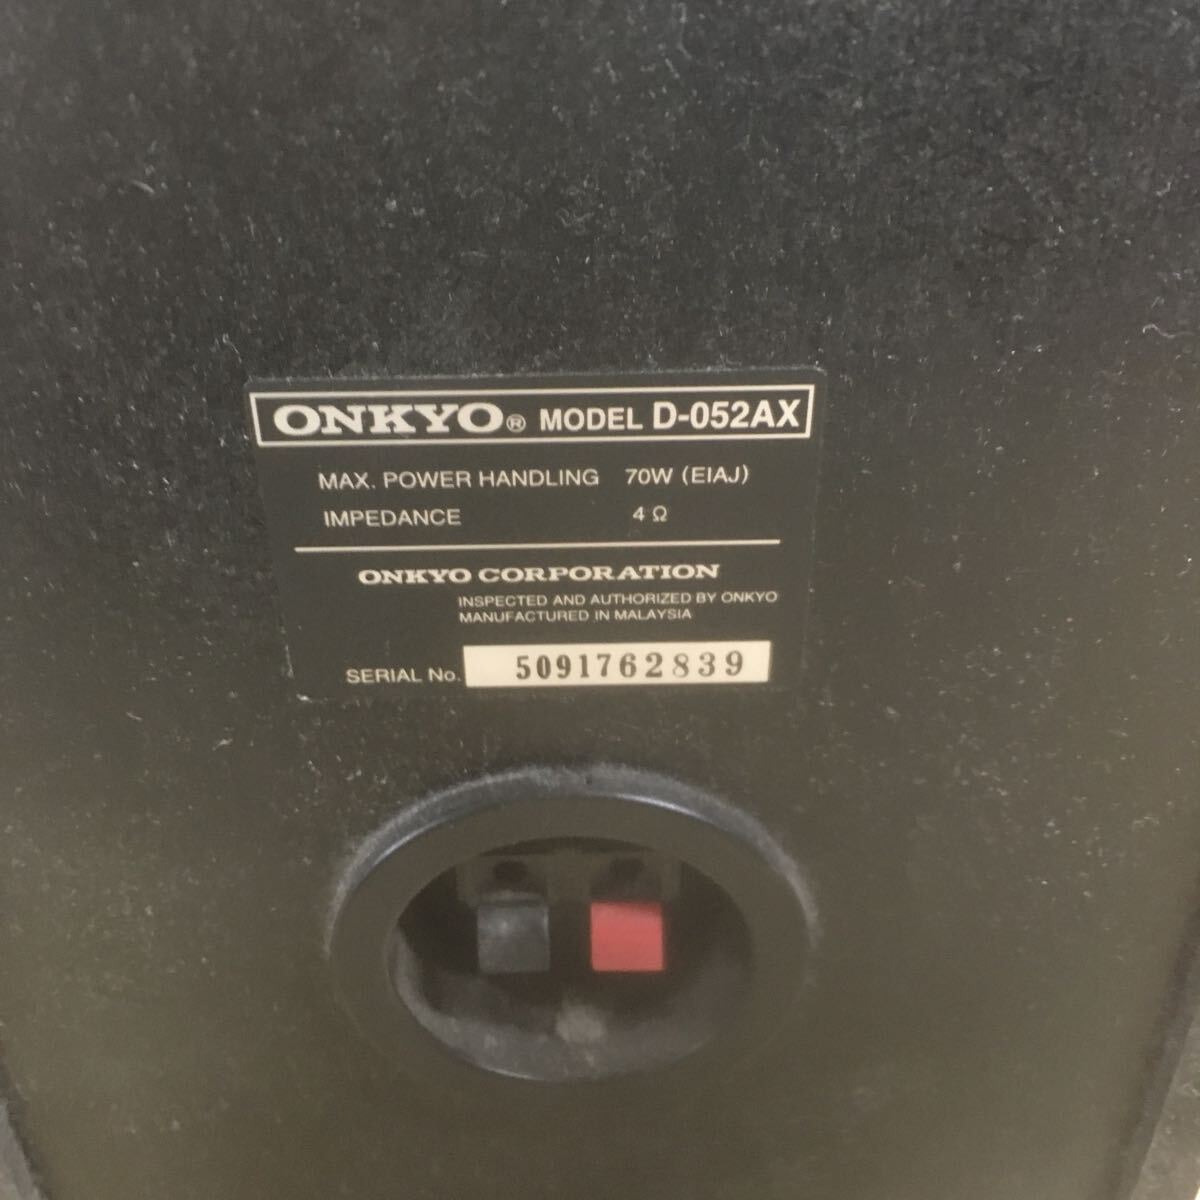 ONKYO® MODEL D-052AX
MAX. POWER HANDLING 70W (EIAJ)
IMPEDANCE 4 Ω
ONKYO CORPORATION
INSPECTED AND AUTHORIZED BY ONKYO
MANUFACTURED IN MALAYSIA
SERIAL No. 5091762839